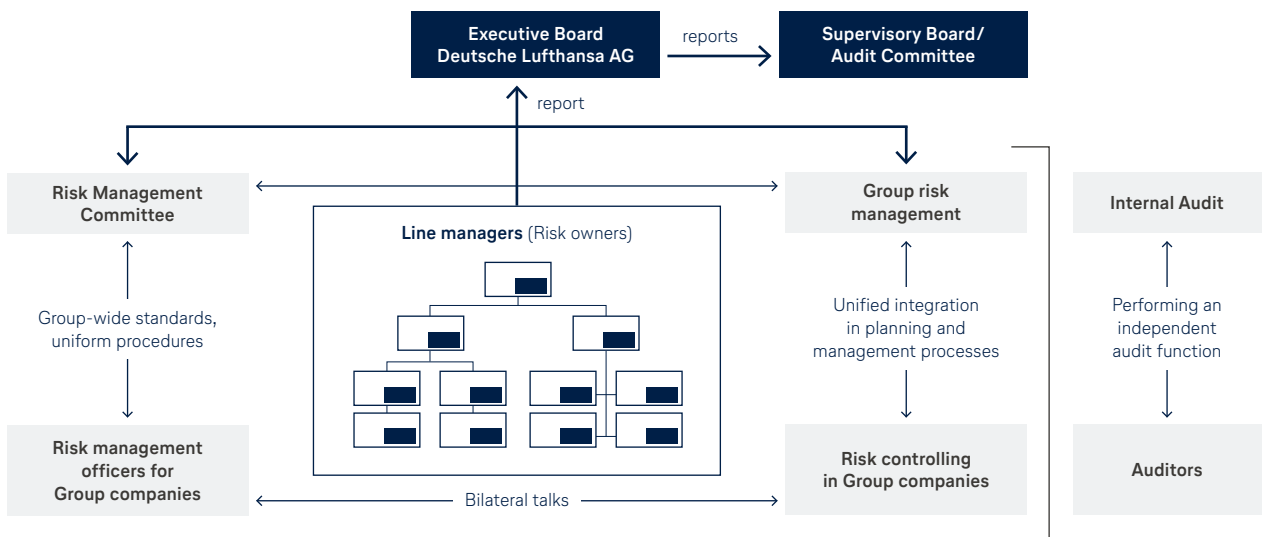 Executive Board
Deutsche Lufthansa AG
reports
Supervisory Board/
Audit Committee
report
Risk Management
Committee
Group risk
management
Internal Audit
Line managers (Risk owners)
Group-wide standards,
uniform procedures
Unified integration
in planning and
management processes
Performing an
independent
audit function
Risk management
officers for
Group companies
Risk controlling
in Group companies
Auditors
Bilateral talks